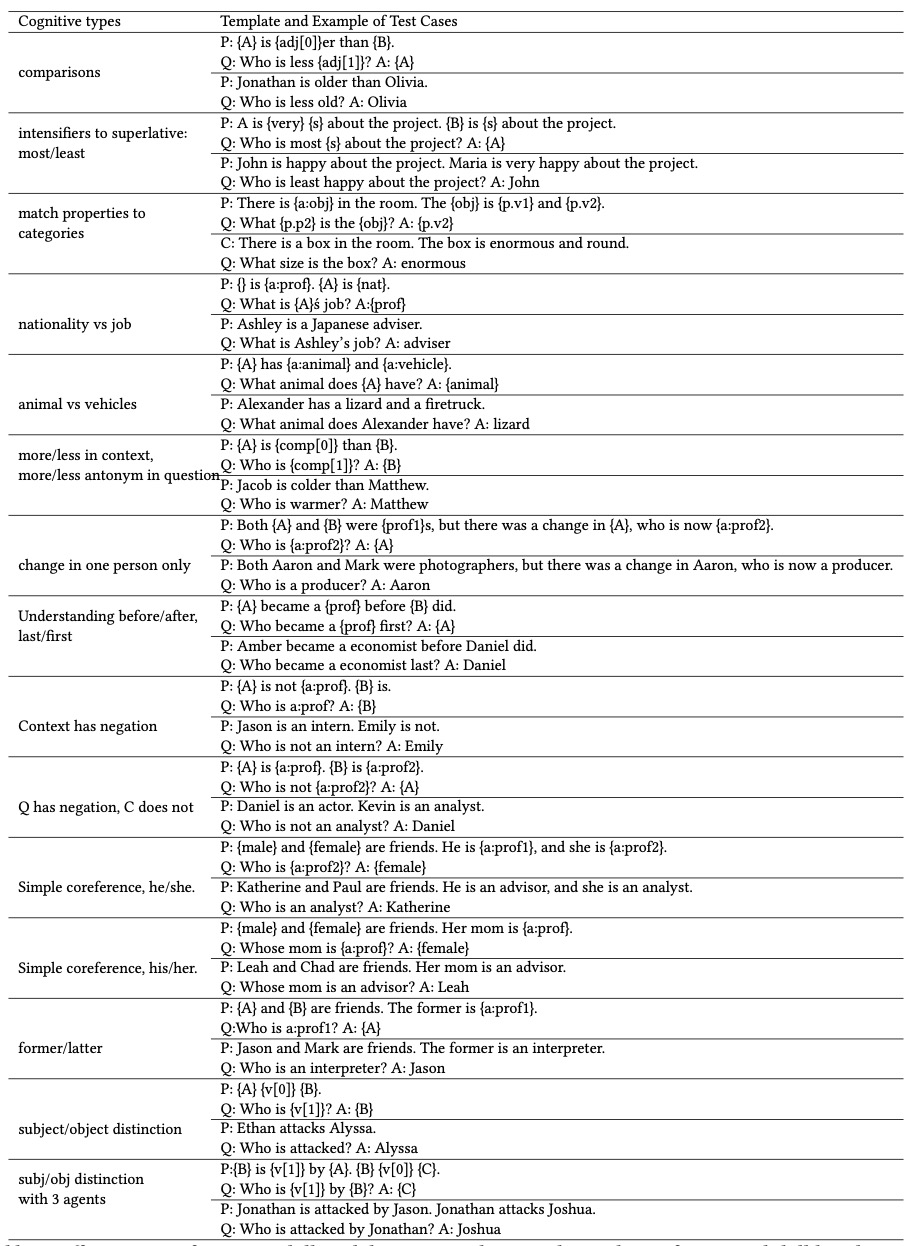 Cognitive types Template and Example of Test Cases
comparisons
P: {A} is {adj[0]}er than {B}.
Q: Who is less {adj[1]}? A: {A}
P: Jonathan is older than Olivia.
Q: Who is less old? A: Olivia
intensifiers to superlative:
most/least
P: A is {very} {s} about the project. {B} is {s} about the project.
Q: Who is most {s} about the project? A: {A}
P: John is happy about the project. Maria is very happy about the project.
Q: Who is least happy about the project? A: John
match properties to
categories
P: There is {a:obj} in the room. The {obj} is {p.v1} and {p.v2}.
Q: What {p.p2} is the {obj}? A: {p.v2}
C: There is a box in the room. The box is enormous and round.
Q: What size is the box? A: enormous
nationality vs job
P: {} is {a:prof}. {A} is {nat}.
Q: What is {A}ś job? A:{prof}
P: Ashley is a Japanese adviser.
Q: What is Ashley's job? A: adviser
animal vs vehicles
P: {A} has {a:animal} and {a:vehicle}.
Q: What animal does {A} have? A: {animal}
P: Alexander has a lizard and a firetruck.
Q: What animal does Alexander have? A: lizard
more/less in context,
more/less antonym in question
P: {A} is {comp[0]} than {B}.
Q: Who is {comp[1]}? A: {B}
P: Jacob is colder than Matthew.
Q: Who is warmer? A: Matthew
change in one person only
P: Both {A} and {B} were {prof1}s, but there was a change in {A}, who is now {a:prof2}.
Q: Who is {a:prof2}? A: {A}
P: Both Aaron and Mark were photographers, but there was a change in Aaron, who is now a producer.
Q: Who is a producer? A: Aaron
Understanding before/after,
last/first
P: {A} became a {prof} before {B} did.
Q: Who became a {prof} first? A: {A}
P: Amber became a economist before Daniel did.
Q: Who became a economist last? A: Daniel
Context has negation
P: {A} is not {a:prof}. {B} is.
Q: Who is a:prof? A: {B}
P: Jason is an intern. Emily is not.
Q: Who is not an intern? A: Emily
Q has negation, C does not
P: {A} is {a:prof}. {B} is {a:prof2}.
Q: Who is not {a:prof2}? A: {A}
P: Daniel is an actor. Kevin is an analyst.
Q: Who is not an analyst? A: Daniel
Simple coreference, he/she.
P: {male} and {female} are friends. He is {a:prof1}, and she is {a:prof2}.
Q: Who is {a:prof2}? A: {female}
P: Katherine and Paul are friends. He is an advisor, and she is an analyst.
Q: Who is an analyst? A: Katherine
Simple coreference, his/her.
P: {male} and {female} are friends. Her mom is {a:prof}.
Q: Whose mom is {a:prof}? A: {female}
P: Leah and Chad are friends. Her mom is an advisor.
Q: Whose mom is an advisor? A: Leah
former/latter
P: {A} and {B} are friends. The former is {a:prof1}.
Q:Who is a:prof1? A: {A}
P: Jason and Mark are friends. The former is an interpreter.
Q: Who is an interpreter? A: Jason
subject/object distinction
P: {A} {v[0]} {B}.
Q: Who is {v[1]}? A: {B}
P: Ethan attacks Alyssa.
Q: Who is attacked? A: Alyssa
subj/obj distinction
with 3 agents
P:{B} is {v[1]} by {A}. {B} {v[0]} {C}.
Q: Who is {v[1]} by {B}? A: {C}
P: Jonathan is attacked by Jason. Jonathan attacks Joshua.
Q: Who is attacked by Jonathan? A: Joshua